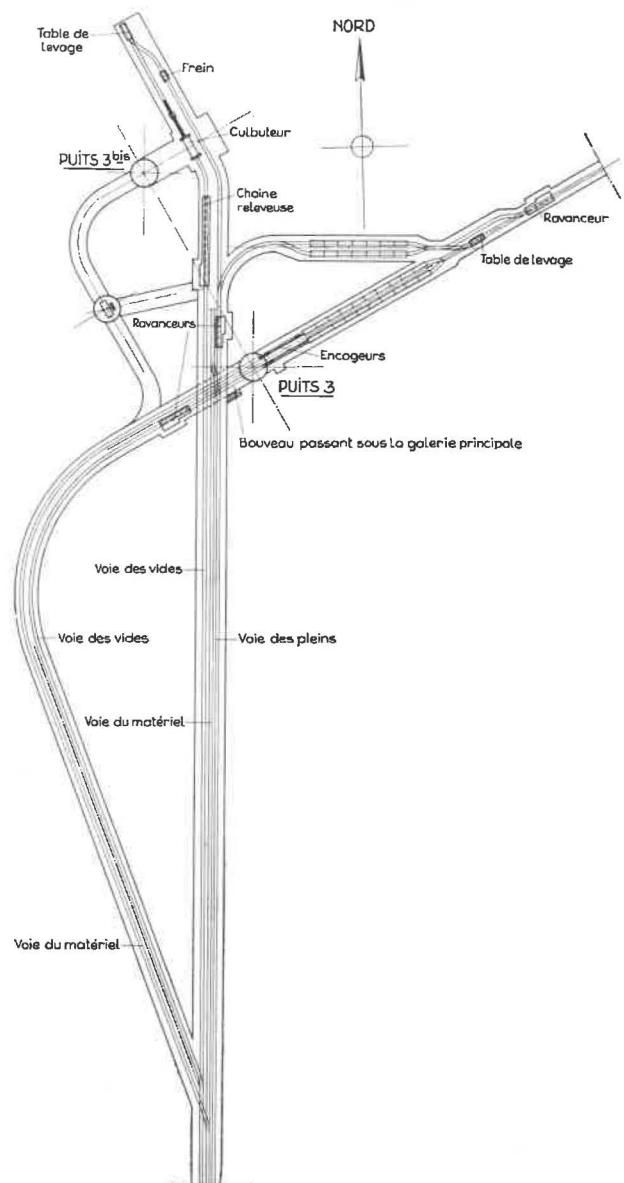 Table de
levage
NORD
Frein
Culbuteur
PUITS 3bis
Chaine
releveuse
Ravanceur
Table de levage
Ravanceurs
Encageurs
PUITS 3
Bouveau passant sous la galerie principale
Voie des vides
Voie des vides
Voie des pleins
Voie du matériel
Voie du matériel